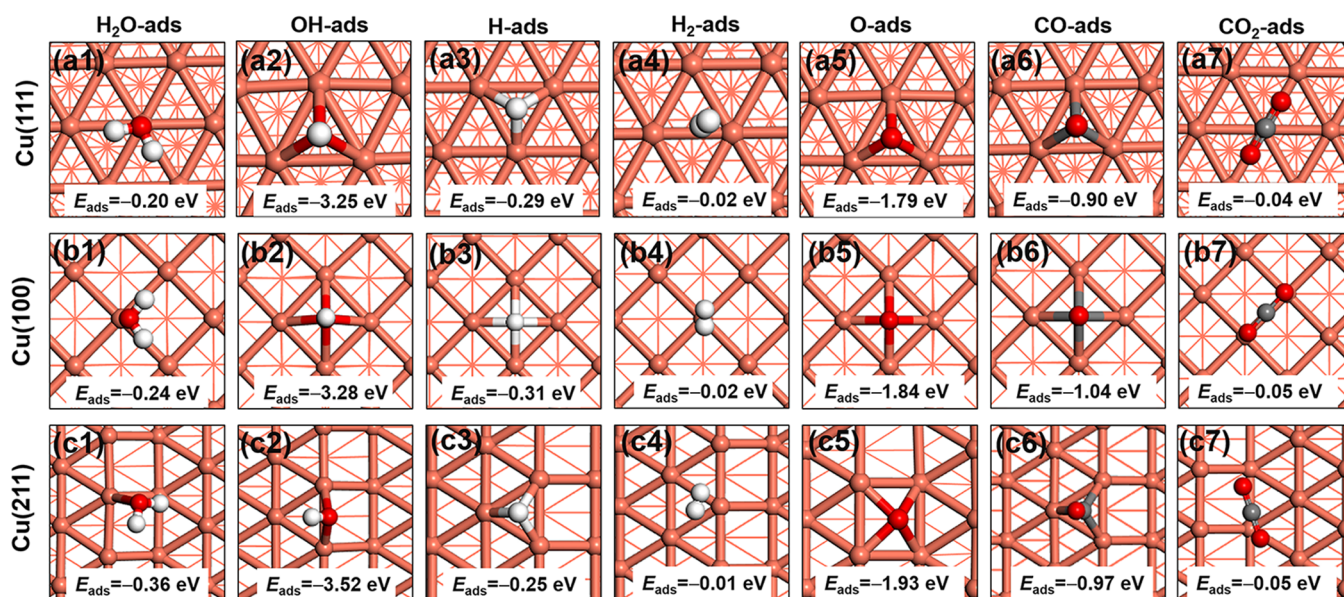 H₂O-ads OH-ads H-ads H₂-ads O-ads CO-ads CO₂-ads
Cu(111)
(a1) (a2) (a3) (a4) (a5) (a6) (a7)
Eads=−0.20 eV Eads=−3.25 eV Eads=−0.29 eV Eads=−0.02 eV Eads=−1.79 eV Eads=−0.90 eV Eads=−0.04 eV
Cu(100)
(b1) (b2) (b3) (b4) (b5) (b6) (b7)
Eads=−0.24 eV Eads=−3.28 eV Eads=−0.31 eV Eads=−0.02 eV Eads=−1.84 eV Eads=−1.04 eV Eads=−0.05 eV
Cu(211)
(c1) (c2) (c3) (c4) (c5) (c6) (c7)
Eads=−0.36 eV Eads=−3.52 eV Eads=−0.25 eV Eads=−0.01 eV Eads=−1.93 eV Eads=−0.97 eV Eads=−0.05 eV